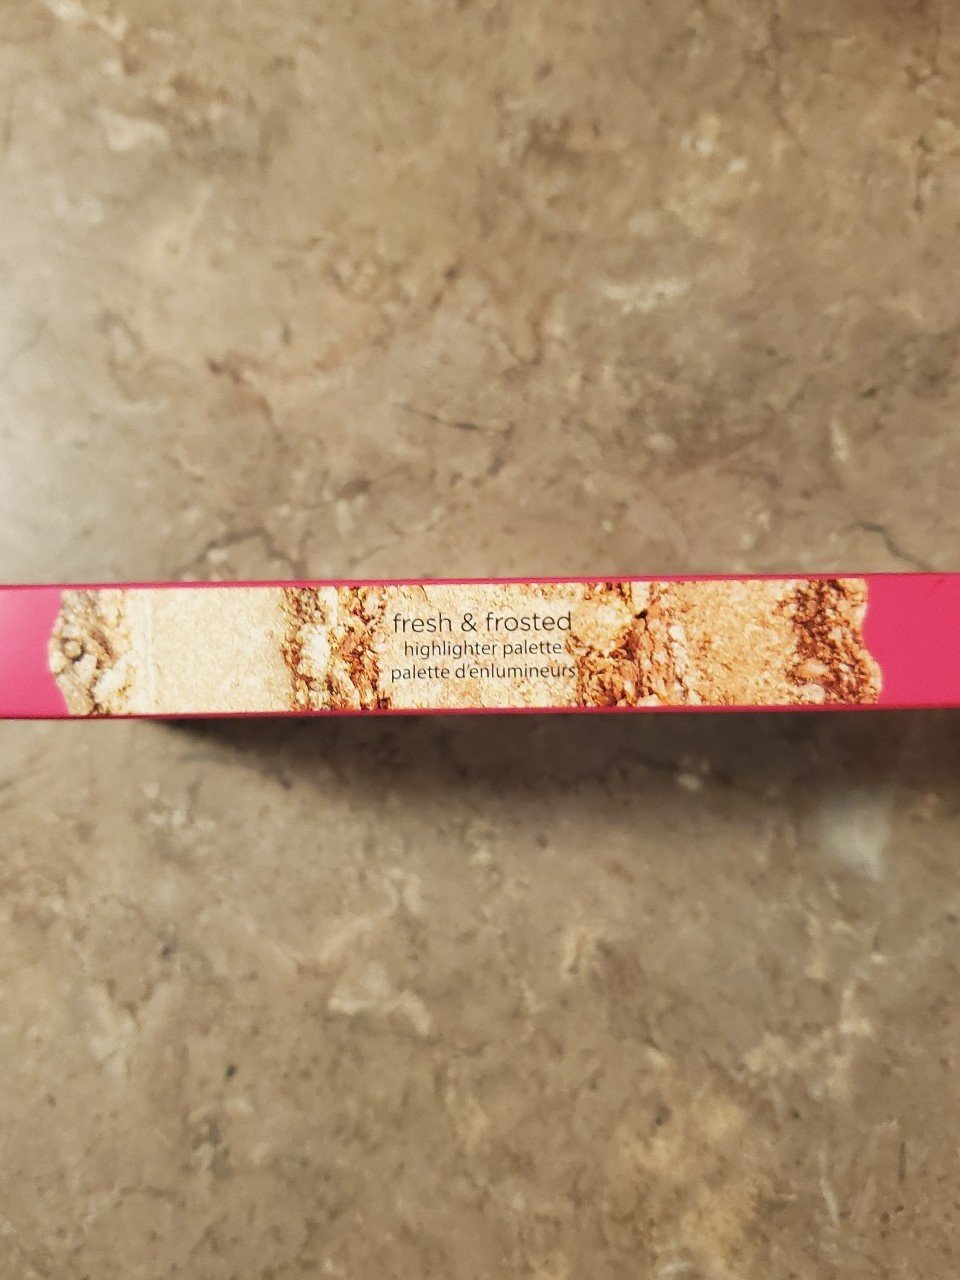 fresh & frosted
highlighter palette
palette d'enlumineurs